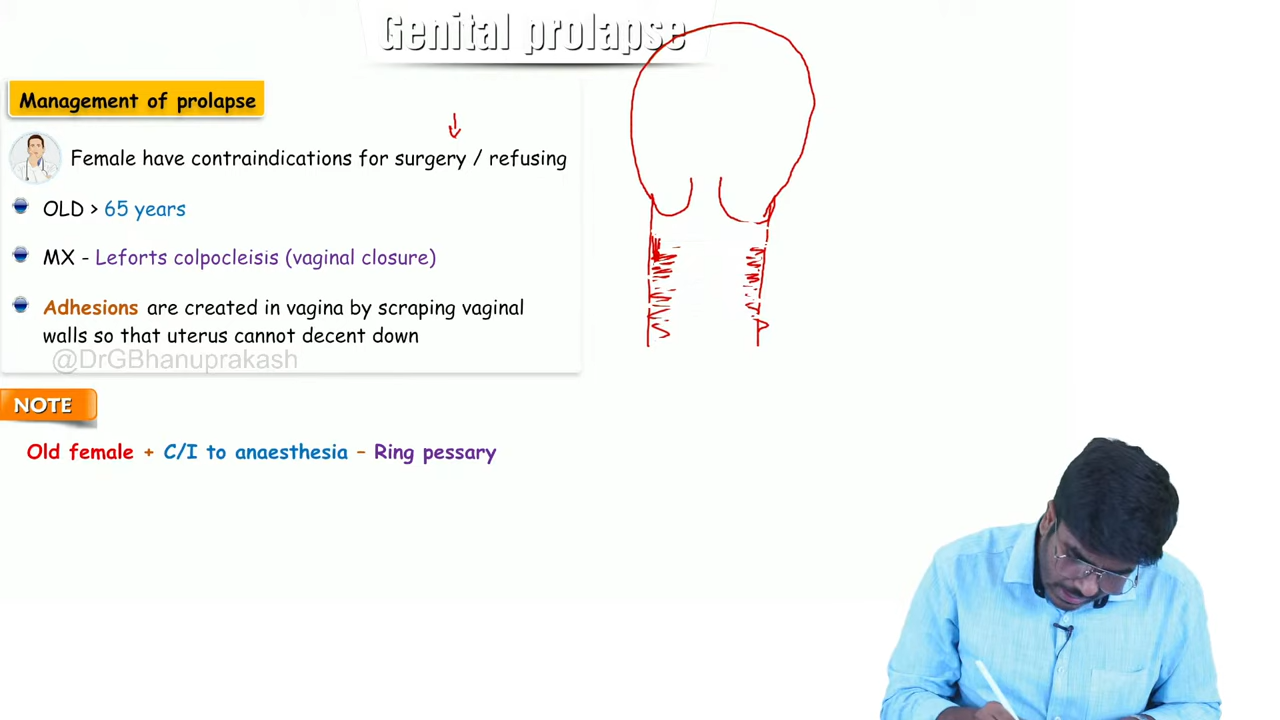 Genital prolapse
Management of prolapse
Female have contraindications for surgery / refusing
OLD > 65 years
MX - Leforts colpocleisis (vaginal closure)
Adhesions are created in vagina by scraping vaginal
walls so that uterus cannot decent down
@DrGBhanuprakash
NOTE
Old female + C/I to anaesthesia – Ring pessary